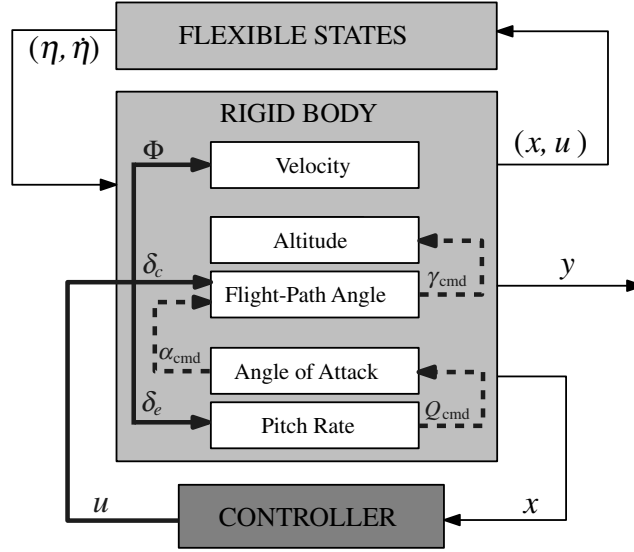 FLEXIBLE STATES
(η, η̇)
RIGID BODY
(x, u)
Φ
Velocity
Altitude
y
δc
Flight-Path Angle
γcmd
αcmd
Angle of Attack
δe
Pitch Rate
Qcmd
u
CONTROLLER
x